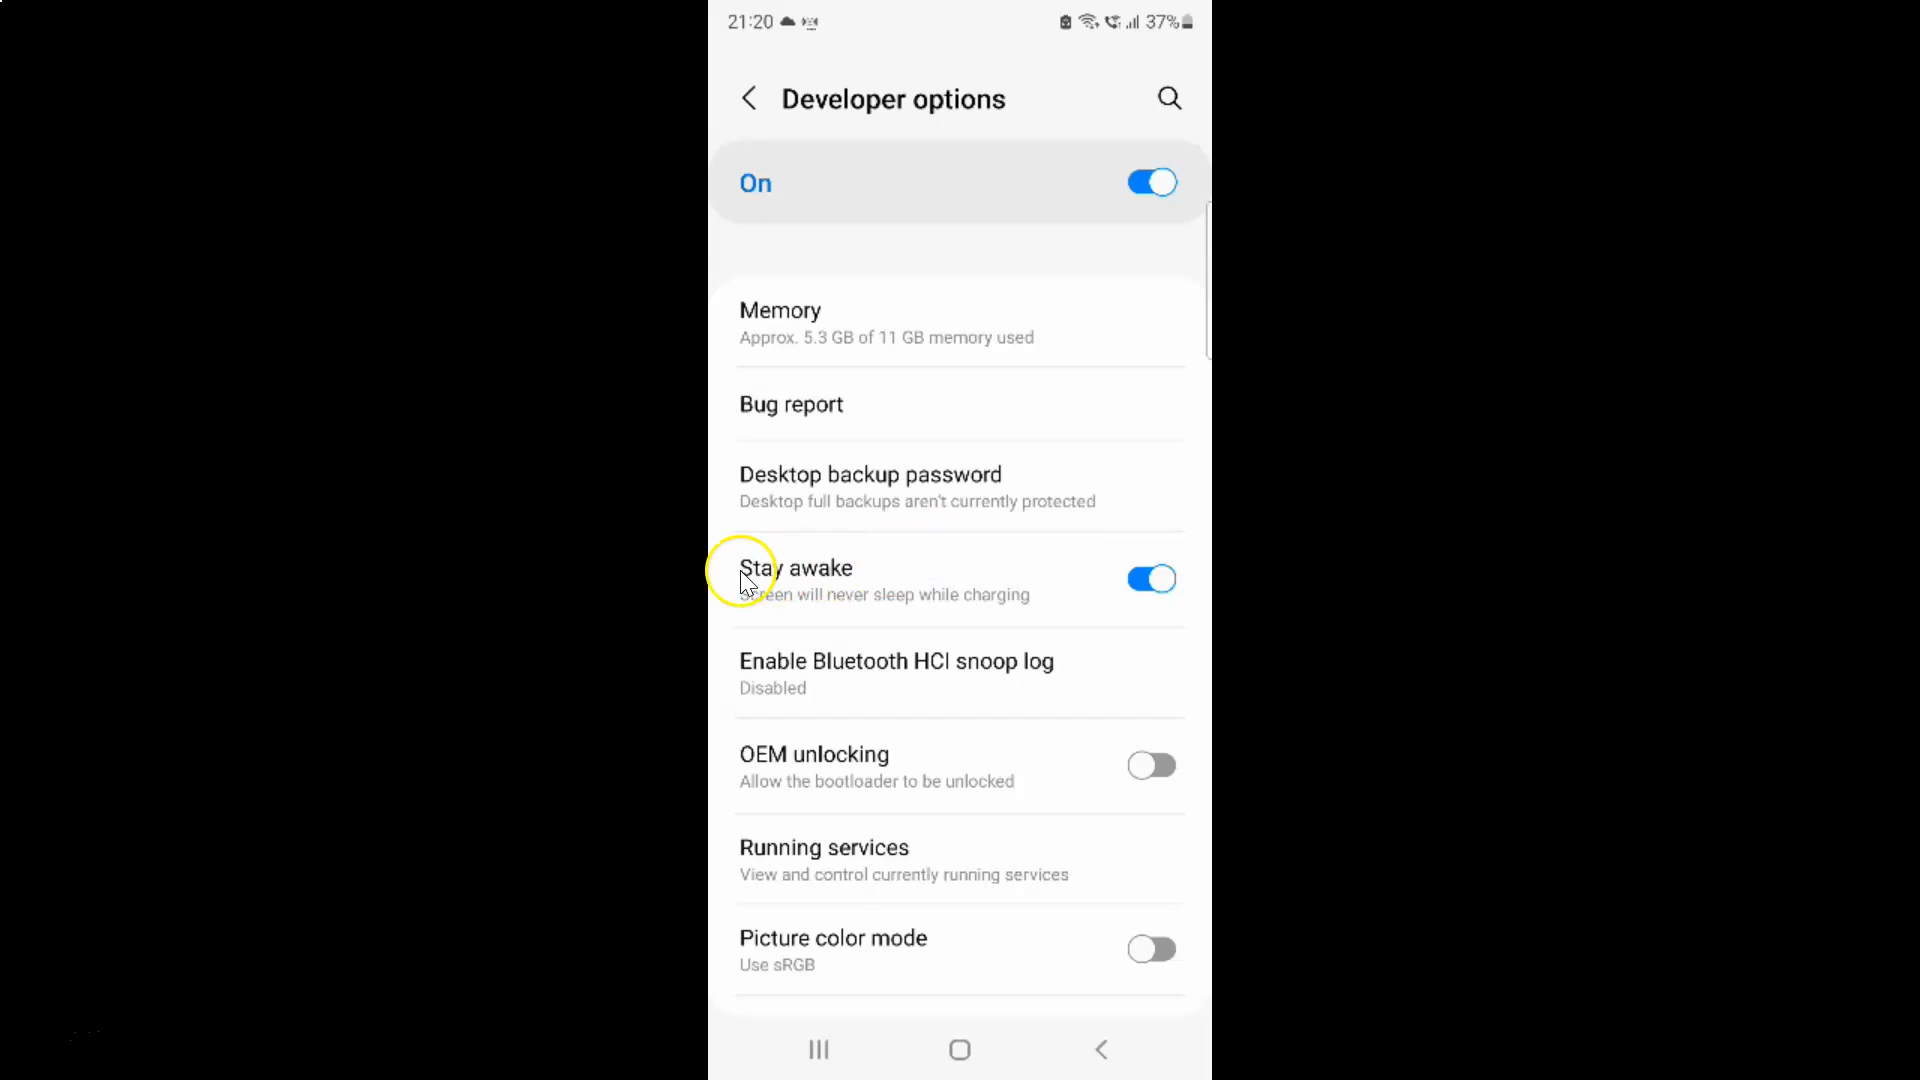 21:20 37%
Developer options
On
Memory
Approx. 5.3 GB of 11 GB memory used
Bug report
Desktop backup password
Desktop full backups aren't currently protected
Stay awake
Screen will never sleep while charging
Enable Bluetooth HCI snoop log
Disabled
OEM unlocking
Allow the bootloader to be unlocked
Running services
View and control currently running services
Picture color mode
Use sRGB